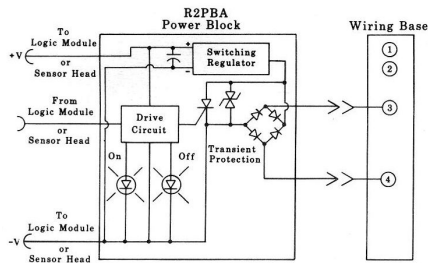 R2PBA
Power Block
Wiring Base
To
Logic Module
+V
or
Sensor Head
+
-
Switching
Regulator
1
2
From
Logic Module
or
Sensor Head
Drive
Circuit
3
On
Off
Transient
Protection
4
To
Logic Module
-V
or
Sensor Head